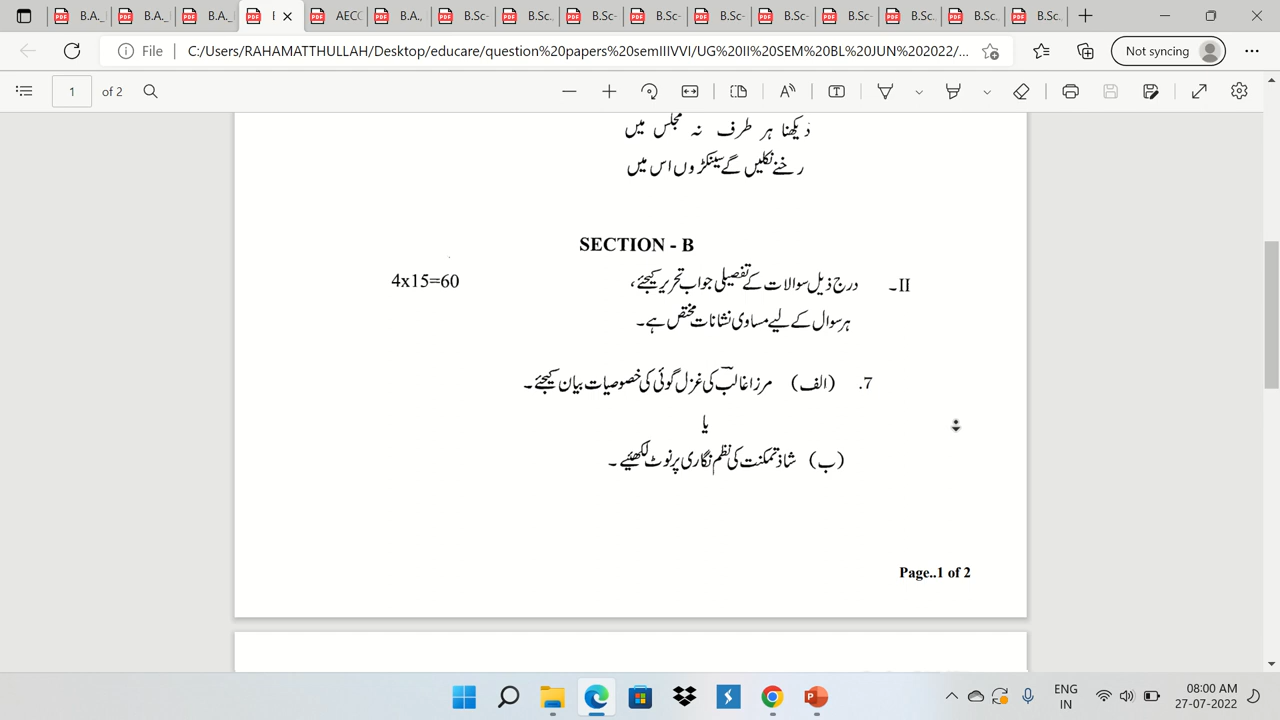 B.A.
B.A.
B.A.
E
AECC
B.A.
B.Sc
B.Sc
B.Sc
B.Sc
B.Sc
B.Sc
B.Sc
B.Sc
B.Sc
B.Sc
File C:/Users/RAHAMATTHULLAH/Desktop/educare/question%20papers%20semIIIVVI/UG%20II%20SEM%20BL%20JUN%202022/... Not syncing
1 of 2
دیکھنا ہر طرف نہ مجلس میں
رخنے نکلیں گے سینکڑوں اس میں
SECTION - B
II ۔ درج ذیل سوالات کے تفصیلی جواب تحریر کیجئے، 4x15=60
ہر سوال کے لیے مساوی نشانات مختص ہے۔
7. (الف) مرزا غالبؔ کی غزل گوئی کی خصوصیات بیان کیجئے۔
یا
(ب) شاذ تمکنت کی نظم نگاری پر نوٹ لکھئیے۔
Page..1 of 2
ENG
IN
08:00 AM
27-07-2022